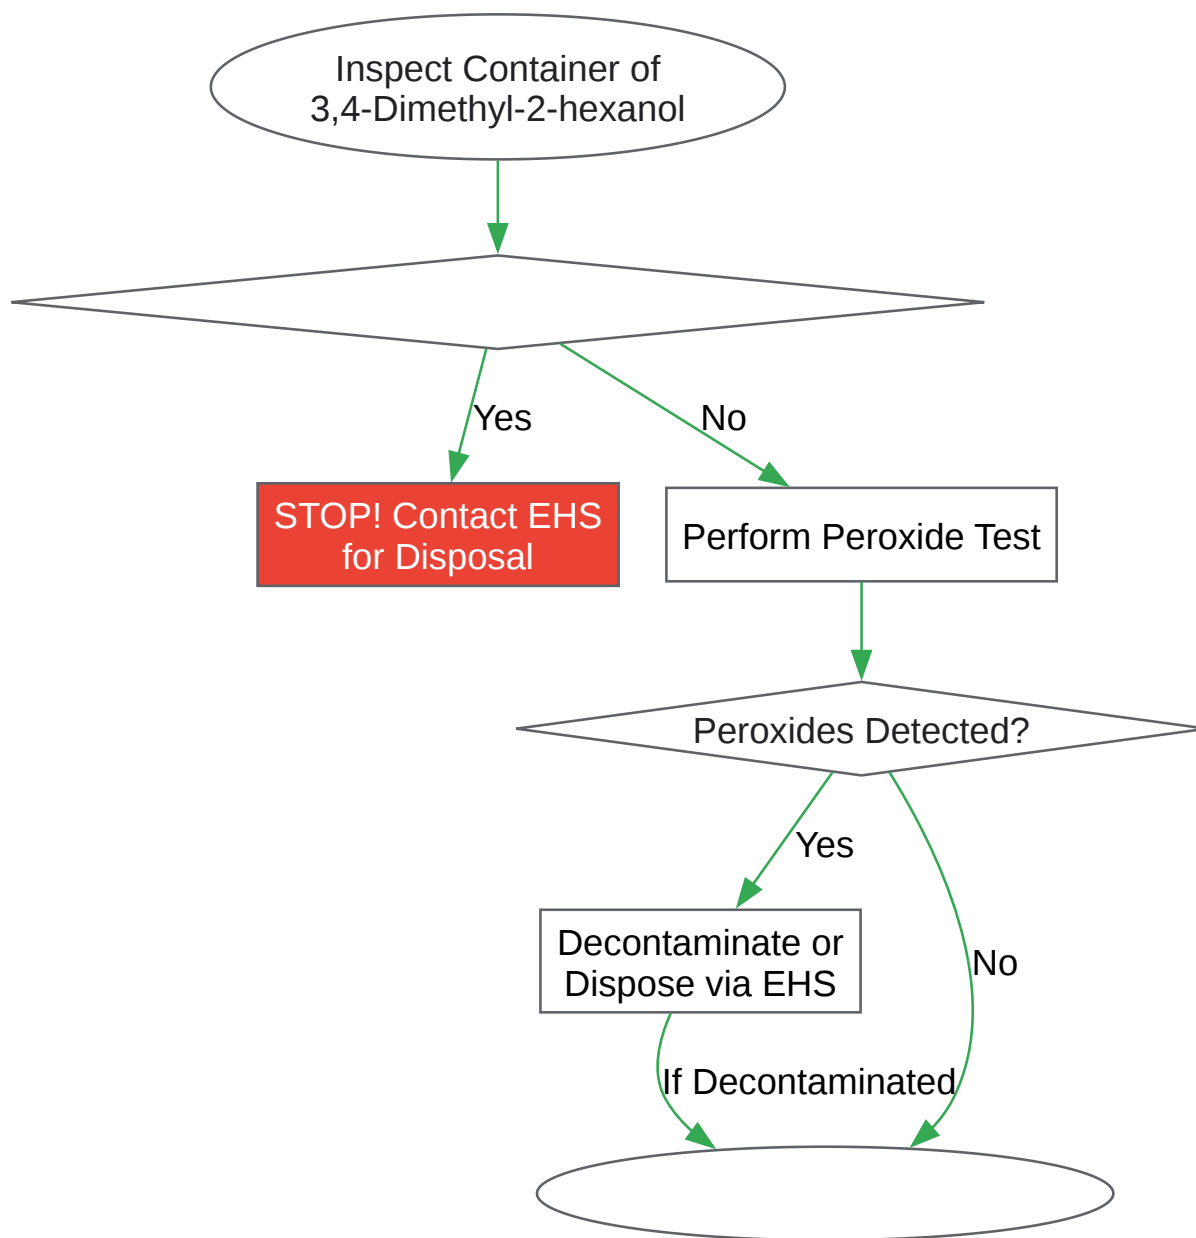 Inspect Container of
3,4-Dimethyl-2-hexanol
Yes
No
STOP! Contact EHS
for Disposal
Perform Peroxide Test
Peroxides Detected?
Yes
Decontaminate or
Dispose via EHS
No
If Decontaminated